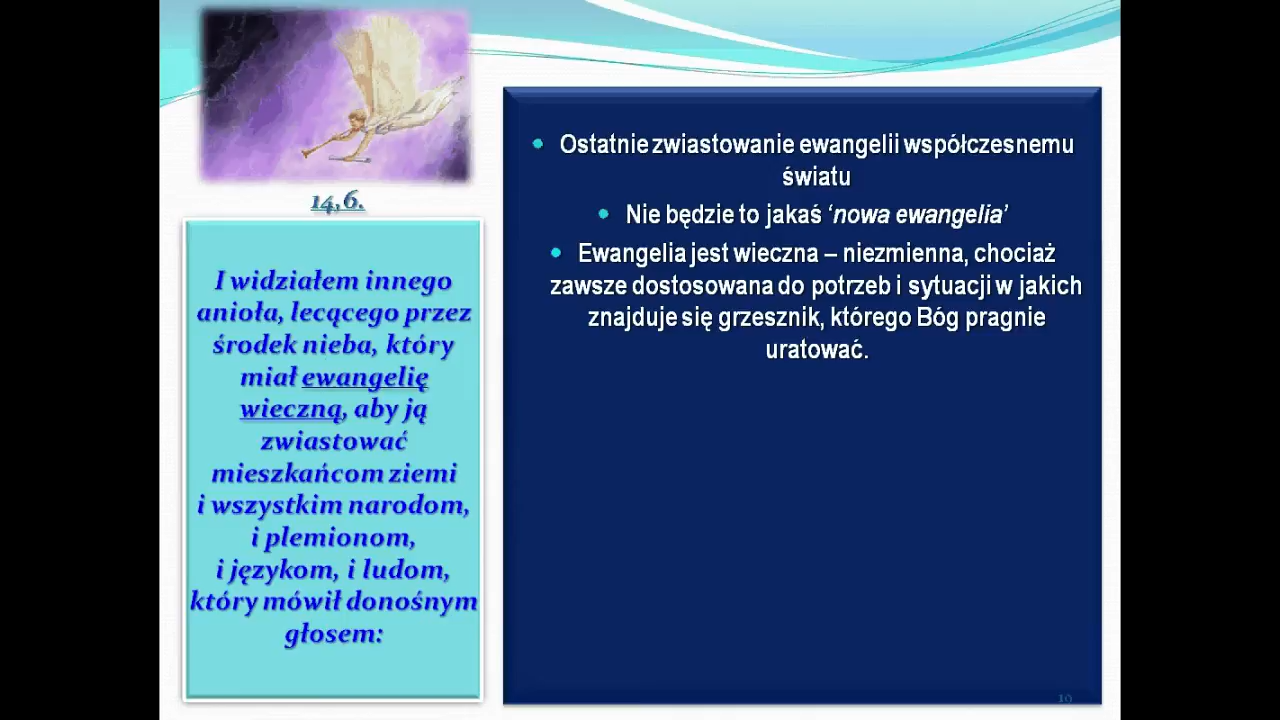 14,6.
I widziałem innego
anioła, lecącego przez
środek nieba, który
miał ewangelię
wieczną, aby ją
zwiastować
mieszkańcom ziemi
i wszystkim narodom,
i plemionom,
i językom, i ludom,
który mówił donośnym
głosem:
• Ostatnie zwiastowanie ewangelii współczesnemu
światu
• Nie będzie to jakaś ‘nowa ewangelia’
• Ewangelia jest wieczna – niezmienna, chociaż
zawsze dostosowana do potrzeb i sytuacji w jakich
znajduje się grzesznik, którego Bóg pragnie
uratować.
19